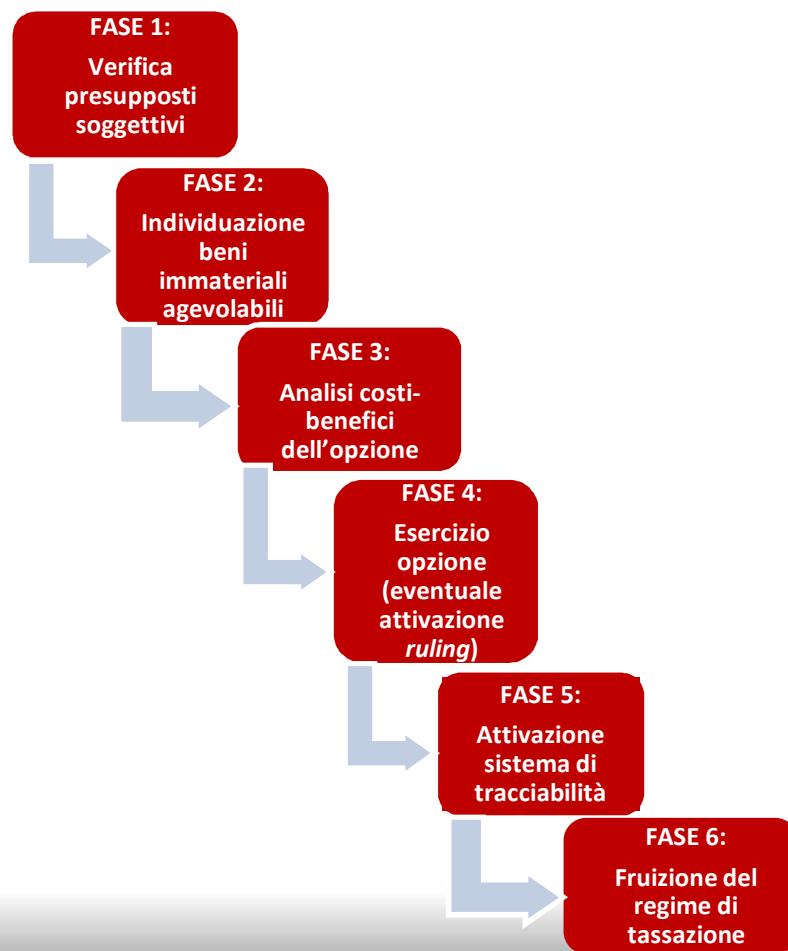 FASE 1:
Verifica
presupposti
soggettivi
FASE 2:
Individuazione
beni
immateriali
agevolabili
FASE 3:
Analisi costi-
benefici
dell’opzione
FASE 4:
Esercizio
opzione
(eventuale
attivazione
ruling)
FASE 5:
Attivazione
sistema di
tracciabilità
FASE 6:
Fruizione del
regime di
tassazione